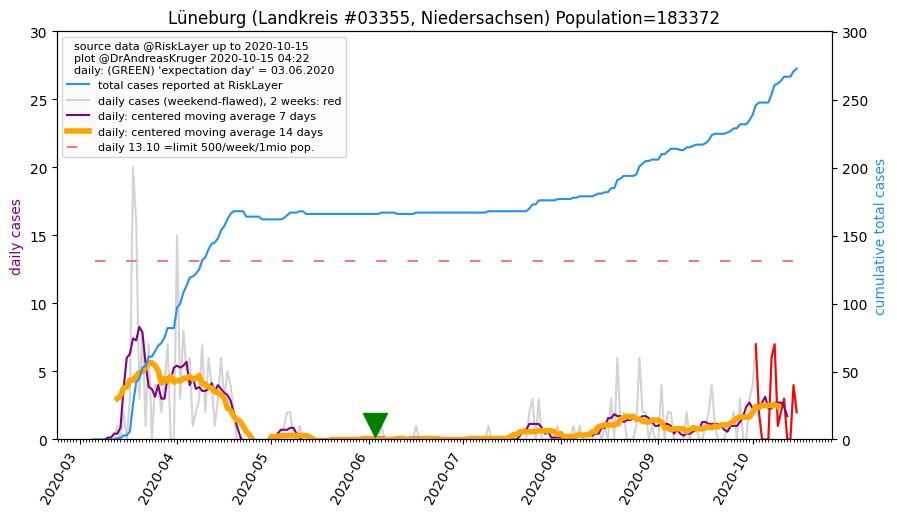 Lüneburg (Landkreis #03355, Niedersachsen) Population=183372
source data @RiskLayer up to 2020-10-15
plot @DrAndreasKruger 2020-10-15 04:22
daily: (GREEN) 'expectation day' = 03.06.2020
total cases reported at RiskLayer
daily cases (weekend-flawed), 2 weeks: red
daily: centered moving average 7 days
daily: centered moving average 14 days
daily 13.10 =limit 500/week/1mio pop.
daily cases
30
25
20
15
10
5
0
cumulative total cases
300
250
200
150
100
50
0
2020-03
2020-04
2020-05
2020-06
2020-07
2020-08
2020-09
2020-10